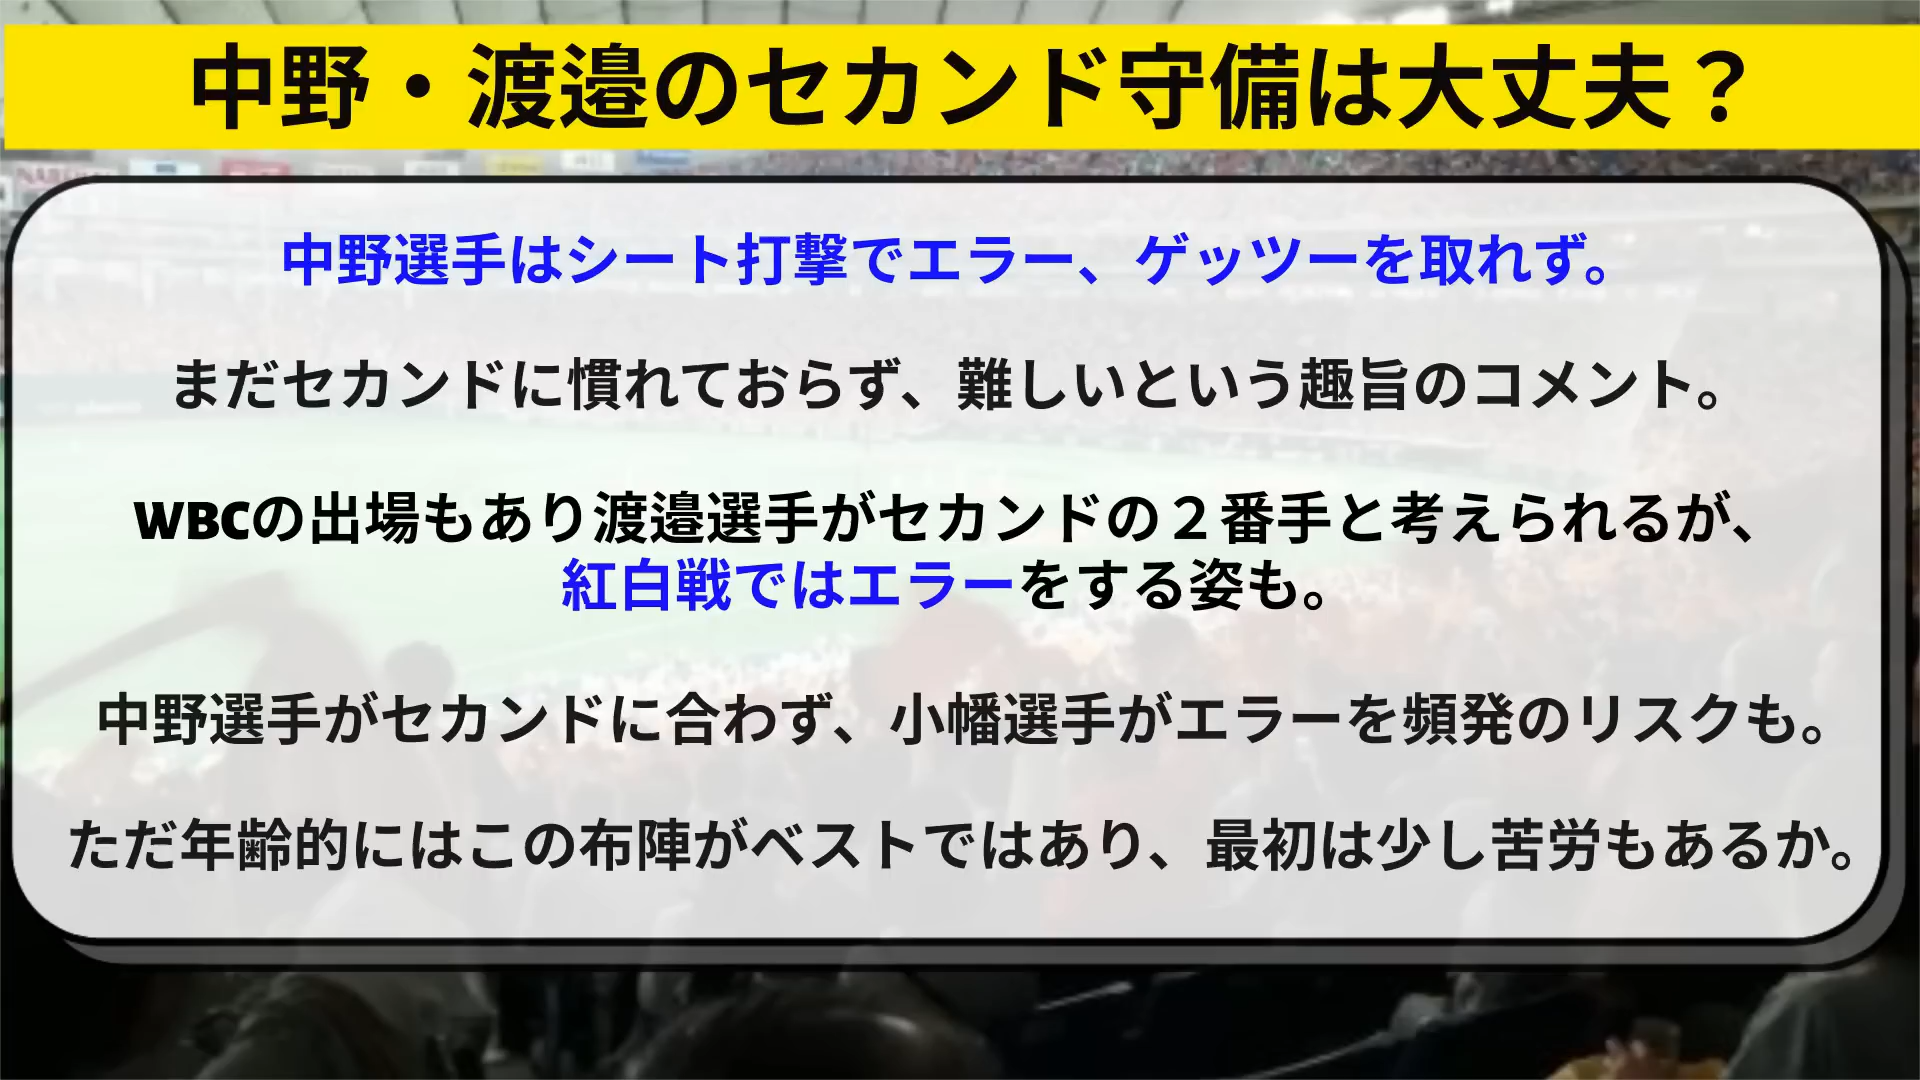 中野・渡邉のセカンド守備は大丈夫？
中野選手はシート打撃でエラー、ゲッツーを取れず。
まだセカンドに慣れておらず、難しいという趣旨のコメント。
WBCの出場もあり渡邉選手がセカンドの２番手と考えられるが、
紅白戦ではエラーをする姿も。
中野選手がセカンドに合わず、小幡選手がエラーを頻発のリスクも。
ただ年齢的にはこの布陣がベストではあり、最初は少し苦労もあるか。